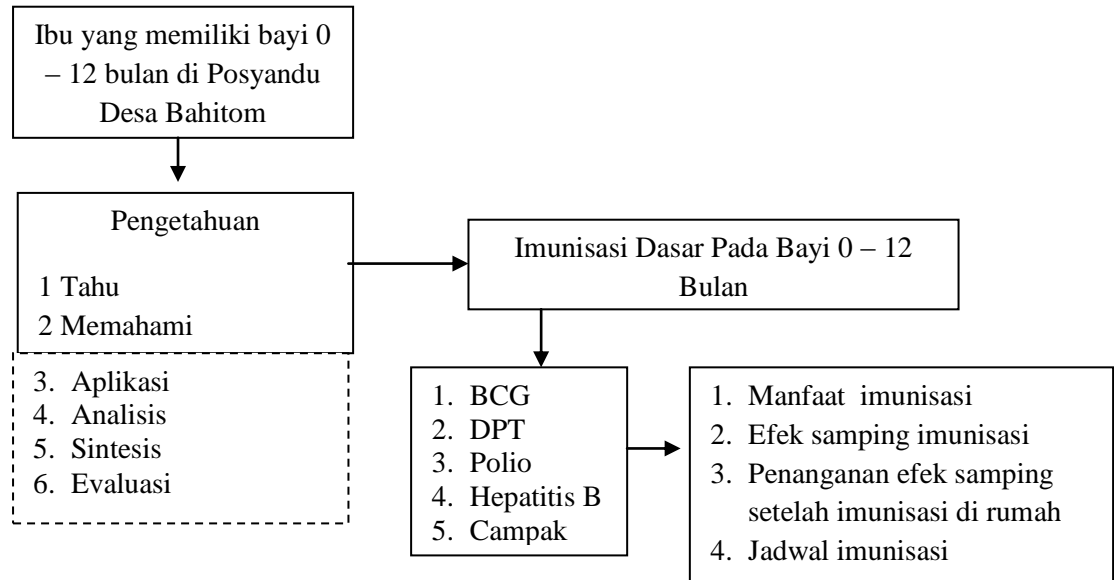 Ibu yang memiliki bayi 0
– 12 bulan di Posyandu
Desa Bahitom
Pengetahuan
1 Tahu
2 Memahami
3. Aplikasi
4. Analisis
5. Sintesis
6. Evaluasi
Imunisasi Dasar Pada Bayi 0 – 12
Bulan
1. BCG
2. DPT
3. Polio
4. Hepatitis B
5. Campak
1. Manfaat imunisasi
2. Efek samping imunisasi
3. Penanganan efek samping
setelah imunisasi di rumah
4. Jadwal imunisasi